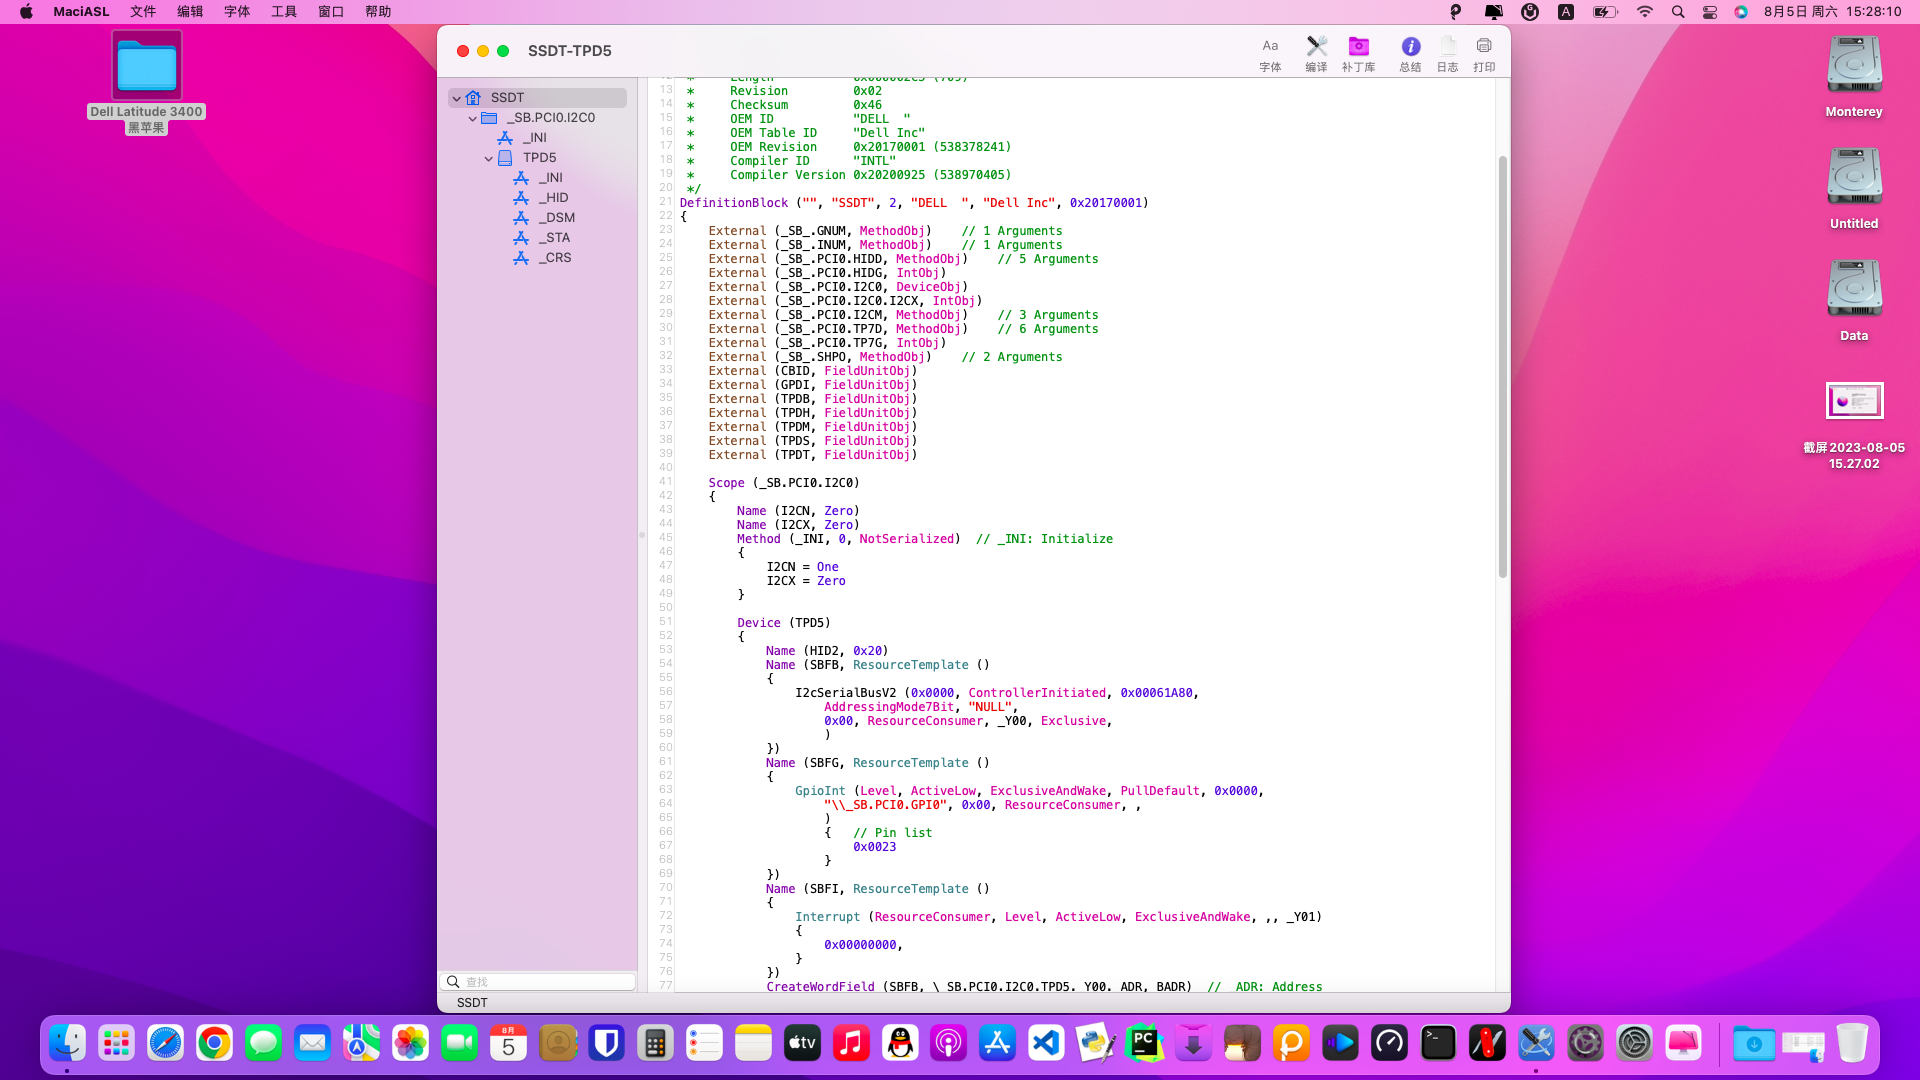 MaciASL 文件 编辑 字体 工具 窗口 帮助
8月5日 周六 15:28:10
SSDT-TPD5
Aa
字体 编译 补丁库 总结 日志 打印
Dell Latitude 3400
黑苹果
Monterey
Untitled
Data
截屏2023-08-05
15.27.02
SSDT
_SB.PCI0.I2C0
_INI
TPD5
_INI
_HID
_DSM
_STA
_CRS
查找
SSDT
12 * Length 0x000002C5 (709)
13 * Revision 0x02
14 * Checksum 0x46
15 * OEM ID "DELL  "
16 * OEM Table ID "Dell Inc"
17 * OEM Revision 0x20170001 (538378241)
18 * Compiler ID "INTL"
19 * Compiler Version 0x20200925 (538970405)
20 */
21 DefinitionBlock ("", "SSDT", 2, "DELL  ", "Dell Inc", 0x20170001)
22 {
23 External (_SB_.GNUM, MethodObj) // 1 Arguments
24 External (_SB_.INUM, MethodObj) // 1 Arguments
25 External (_SB_.PCI0.HIDD, MethodObj) // 5 Arguments
26 External (_SB_.PCI0.HIDG, IntObj)
27 External (_SB_.PCI0.I2C0, DeviceObj)
28 External (_SB_.PCI0.I2C0.I2CX, IntObj)
29 External (_SB_.PCI0.I2CM, MethodObj) // 3 Arguments
30 External (_SB_.PCI0.TP7D, MethodObj) // 6 Arguments
31 External (_SB_.PCI0.TP7G, IntObj)
32 External (_SB_.SHPO, MethodObj) // 2 Arguments
33 External (CBID, FieldUnitObj)
34 External (GPDI, FieldUnitObj)
35 External (TPDB, FieldUnitObj)
36 External (TPDH, FieldUnitObj)
37 External (TPDM, FieldUnitObj)
38 External (TPDS, FieldUnitObj)
39 External (TPDT, FieldUnitObj)
40
41 Scope (_SB.PCI0.I2C0)
42 {
43 Name (I2CN, Zero)
44 Name (I2CX, Zero)
45 Method (_INI, 0, NotSerialized) // _INI: Initialize
46 {
47 I2CN = One
48 I2CX = Zero
49 }
50
51 Device (TPD5)
52 {
53 Name (HID2, 0x20)
54 Name (SBFB, ResourceTemplate ()
55 {
56 I2cSerialBusV2 (0x0000, ControllerInitiated, 0x00061A80,
57 AddressingMode7Bit, "NULL",
58 0x00, ResourceConsumer, _Y00, Exclusive,
59 )
60 })
61 Name (SBFG, ResourceTemplate ()
62 {
63 GpioInt (Level, ActiveLow, ExclusiveAndWake, PullDefault, 0x0000,
64 "\\_SB.PCI0.GPI0", 0x00, ResourceConsumer, ,
65 )
66 { // Pin list
67 0x0023
68 }
69 })
70 Name (SBFI, ResourceTemplate ()
71 {
72 Interrupt (ResourceConsumer, Level, ActiveLow, ExclusiveAndWake, ,, _Y01)
73 {
74 0x00000000,
75 }
76 })
77 CreateWordField (SBFB, \_SB.PCI0.I2C0.TPD5._Y00._ADR, BADR) // _ADR: Address
8月
5
tv
PC